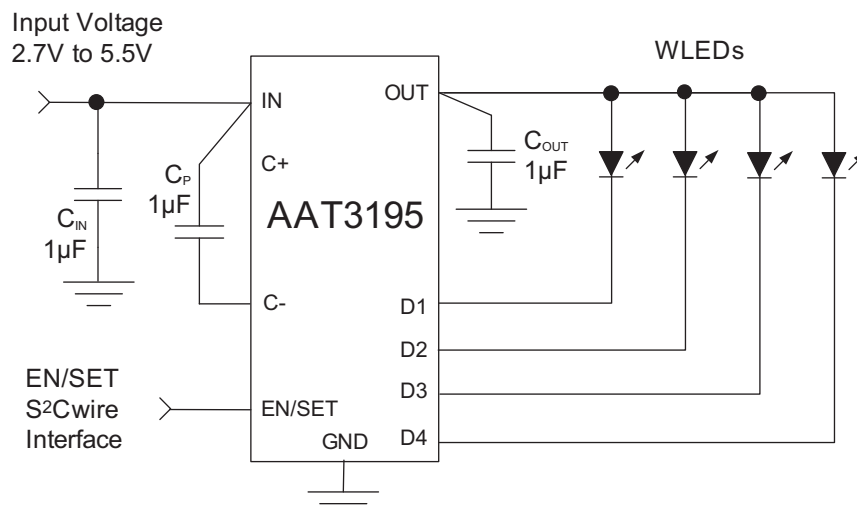 Input Voltage
2.7V to 5.5V
WLEDs
IN
OUT
C+
COUT
1µF
CP
1µF
AAT3195
CIN
1µF
C-
D1
D2
EN/SET
S²Cwire
Interface
EN/SET
D3
GND
D4